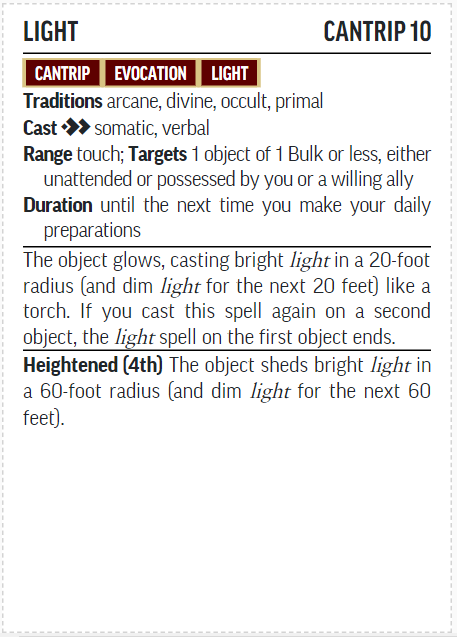 LIGHT CANTRIP 10
CANTRIP EVOCATION LIGHT
Traditions arcane, divine, occult, primal
Cast somatic, verbal
Range touch; Targets 1 object of 1 Bulk or less, either
unattended or possessed by you or a willing ally
Duration until the next time you make your daily
preparations
The object glows, casting bright light in a 20-foot
radius (and dim light for the next 20 feet) like a
torch. If you cast this spell again on a second
object, the light spell on the first object ends.
Heightened (4th) The object sheds bright light in
a 60-foot radius (and dim light for the next 60
feet).